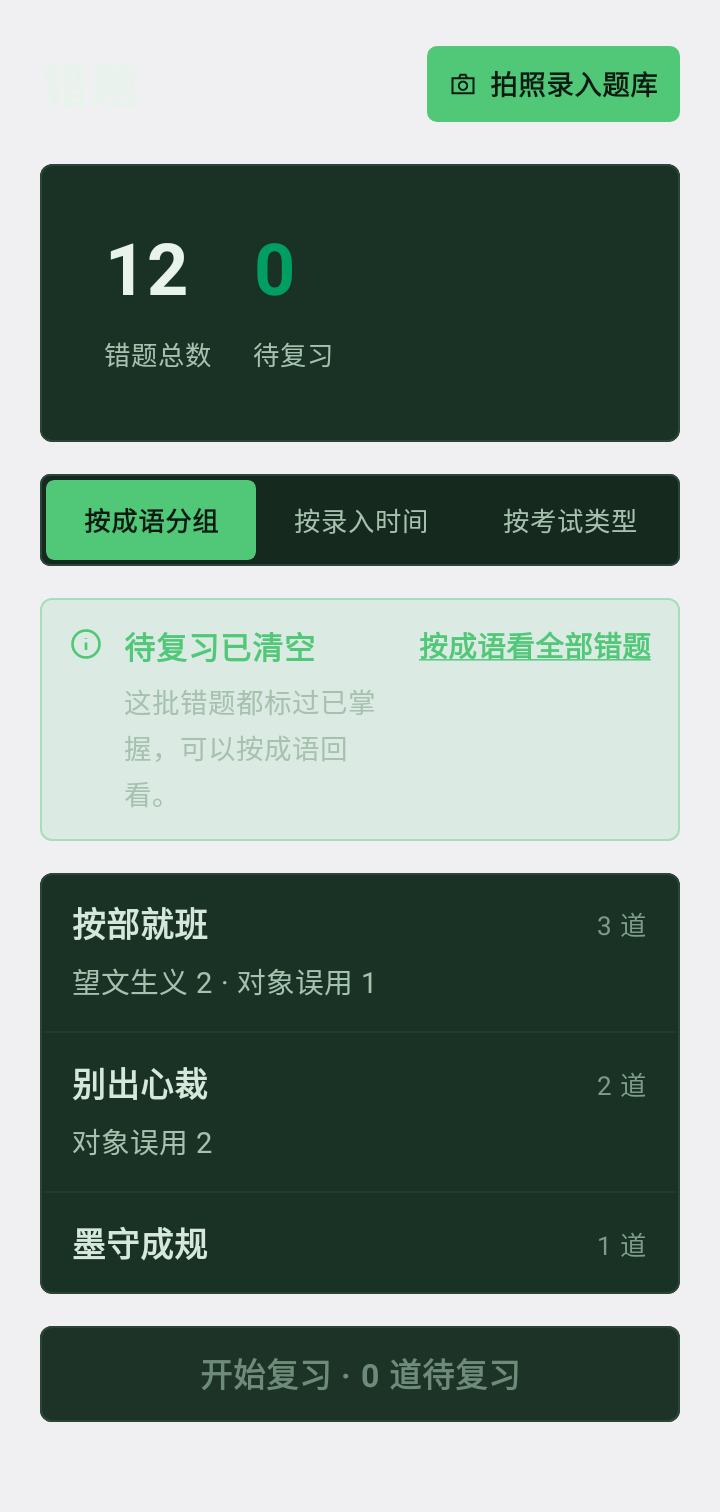 拍照录入题库
12 0
错题总数 待复习
按成语分组 按录入时间 按考试类型
待复习已清空 按成语看全部错题
这批错题都标过已掌
握，可以按成语回
看。
按部就班 3 道
望文生义 2 · 对象误用 1
别出心裁 2 道
对象误用 2
墨守成规 1 道
开始复习 · 0 道待复习